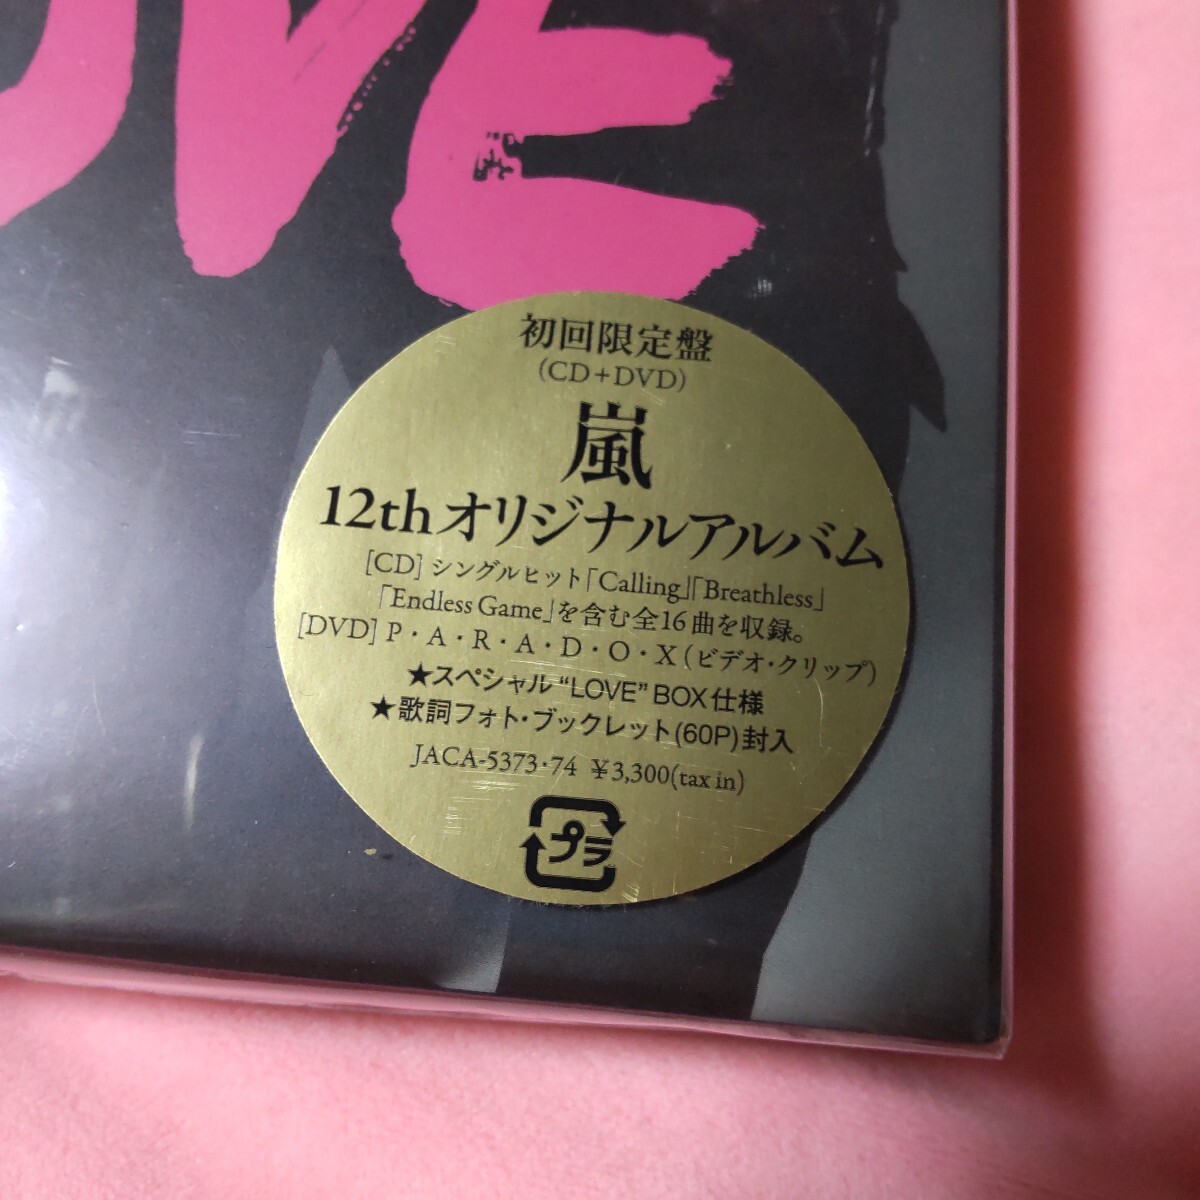 OVE
初回限定盤
(CD+DVD)
嵐
12thオリジナルアルバム
[CD] シングルヒット「Calling」「Breathless」
「Endless Game」を含む全16曲を収録。
[DVD] P・A・R・A・D・O・X(ビデオ・クリップ)
★スペシャル“LOVE”BOX仕様
★歌詞フォト・ブックレット(60P)封入
JACA-5373・74 ¥3,300(tax in)
プラ